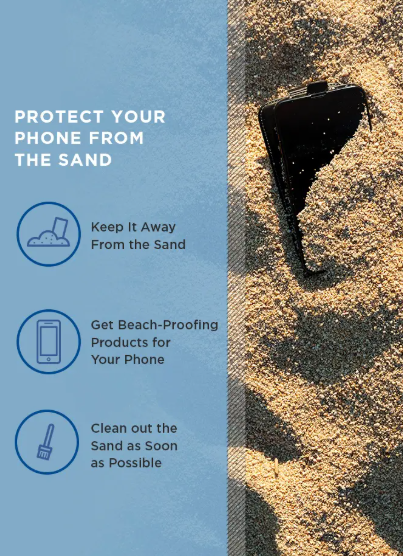 PROTECT YOUR
PHONE FROM
THE SAND
Keep It Away
From the Sand
Get Beach-Proofing
Products for
Your Phone
Clean out the
Sand as Soon
as Possible